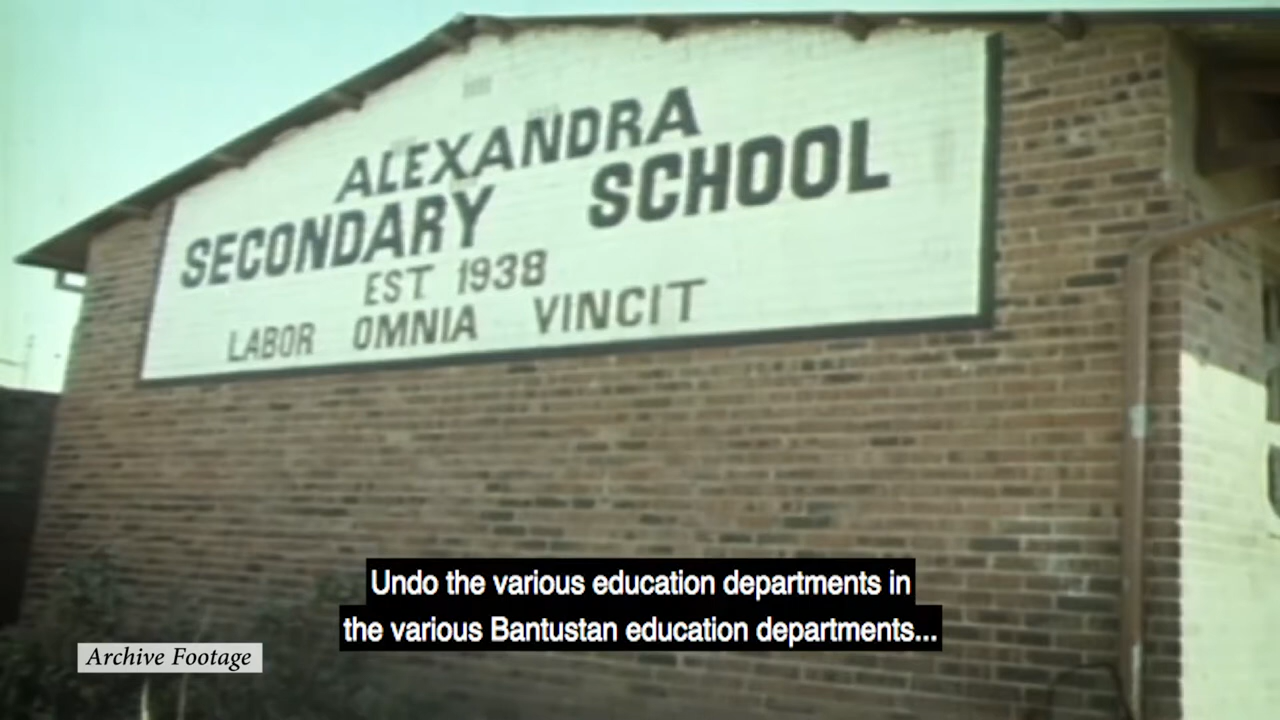 ALEXANDRA
SECONDARY SCHOOL
EST 1938
LABOR OMNIA VINCIT
Undo the various education departments in
the various Bantustan education departments...
Archive Footage